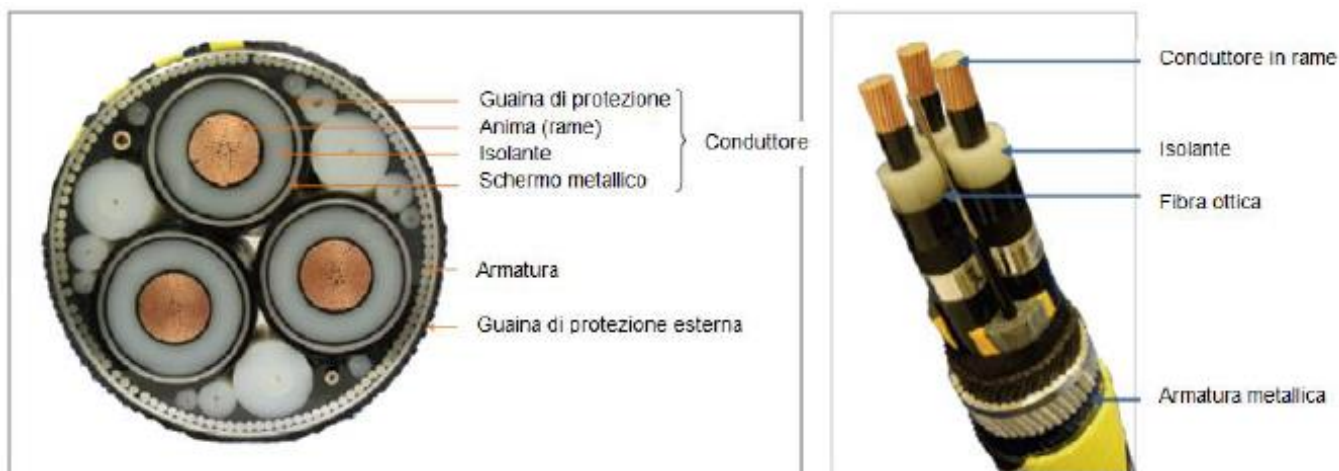 Guaina di protezione
Anima (rame)
Isolante
Schermo metallico
Conduttore
Armatura
Guaina di protezione esterna
Conduttore in rame
Isolante
Fibra ottica
Armatura metallica